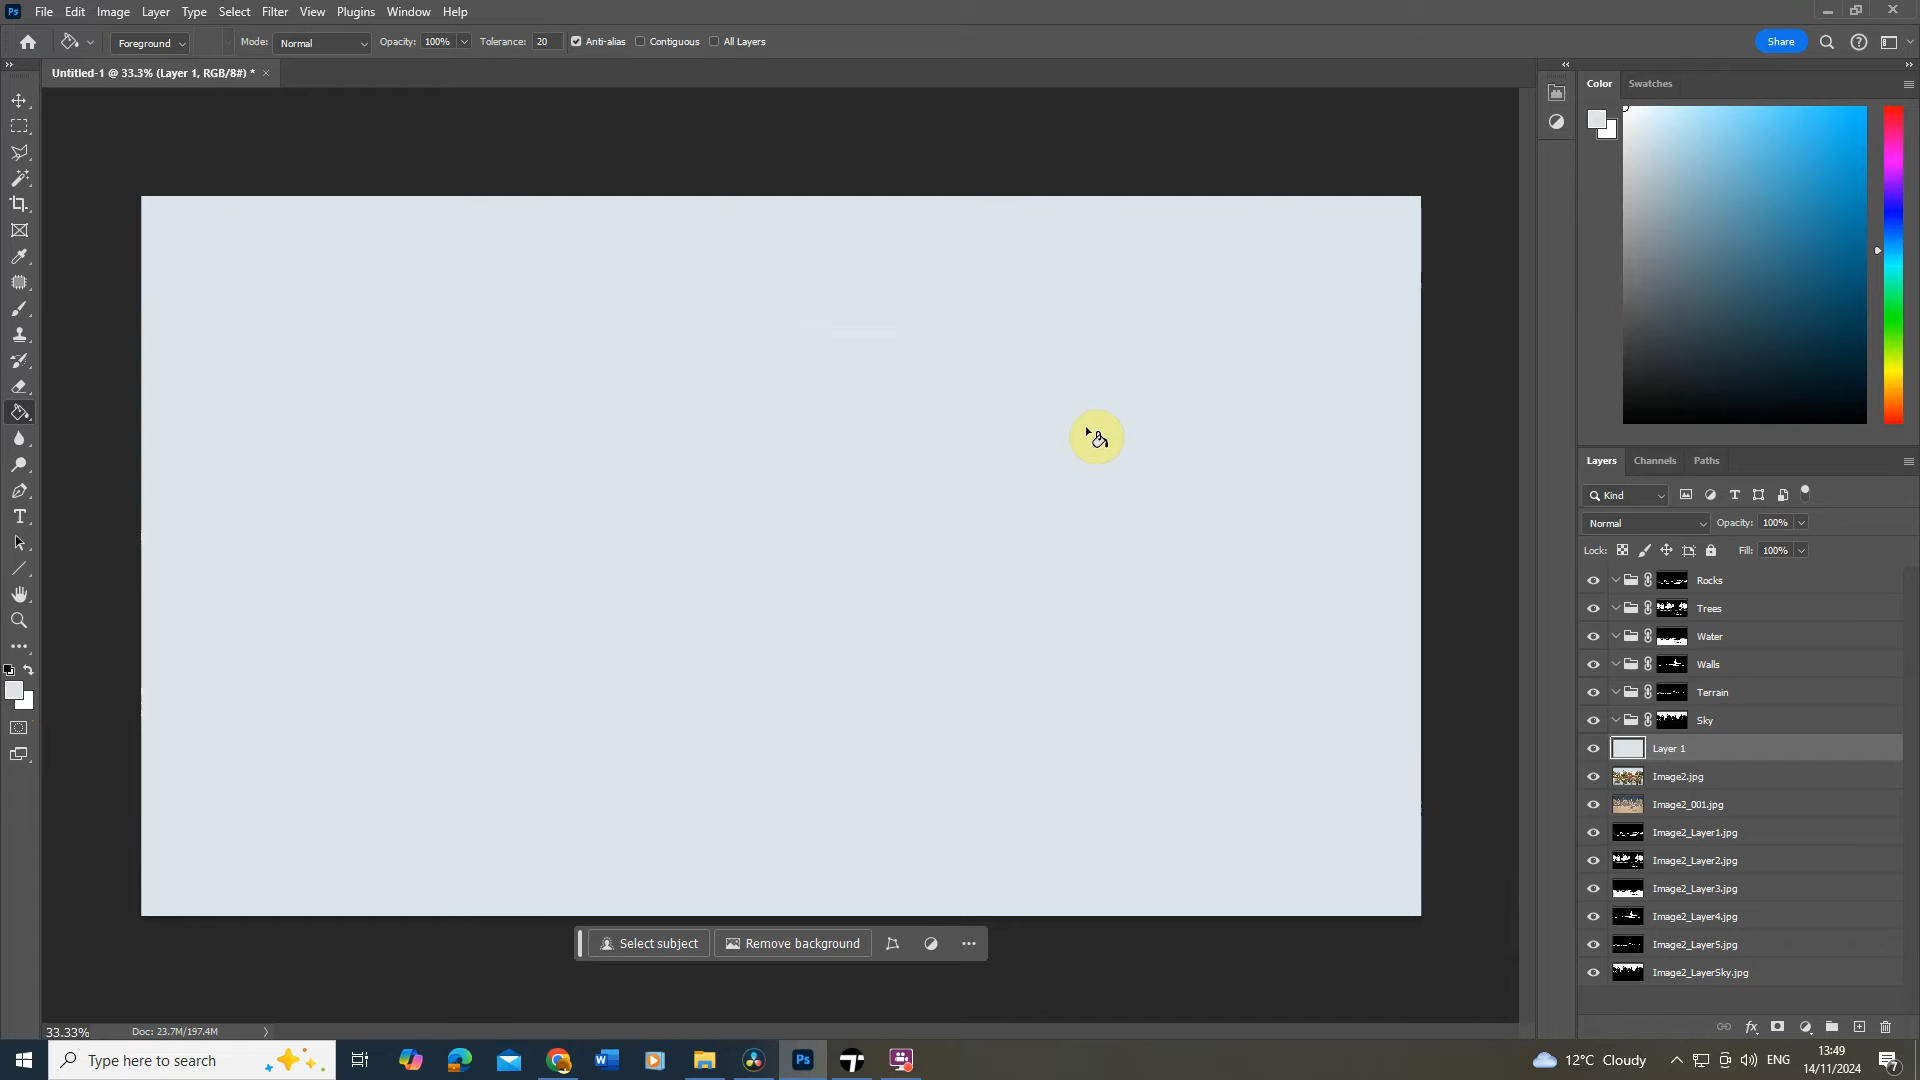 Ps File Edit Image Layer Type Select Filter 3D View Plugins Window Help
Foreground Mode: Normal Opacity: 100% Tolerance: 20 Anti-alias Contiguous All Layers Share
Untitled-1 @ 33.3% (Layer 1, RGB/8#) *
Color Swatches
Layers Channels Paths
Kind
Normal Opacity: 100%
Lock: Fill: 100%
Rocks
Trees
Water
Walls
Terrain
Sky
Layer 1
Image2.jpg
Image2_001.jpg
Image2_Layer1.jpg
Image2_Layer2.jpg
Image2_Layer3.jpg
Image2_Layer4.jpg
Image2_Layer5.jpg
Image2_LayerSky.jpg
Select subject Remove background
33.33% Doc: 23.7M/197.4M
Type here to search
12°C Cloudy
ENG
13:49
14/11/2024
7